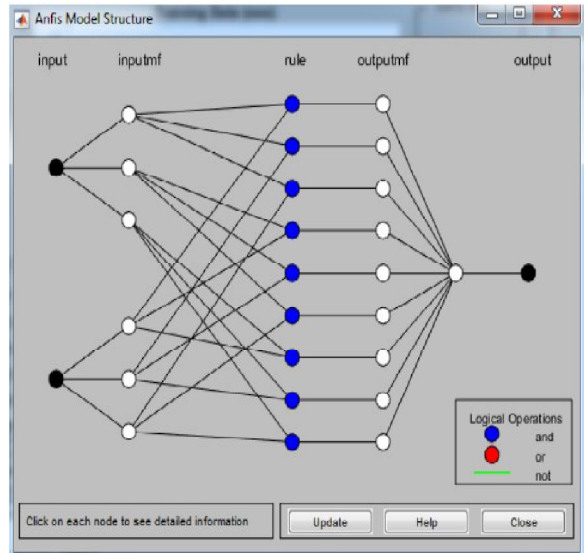 Anfis Model Structure
input inputmf rule outputmf output
Logical Operations
and
or
not
Click on each node to see detailed information
Update Help Close